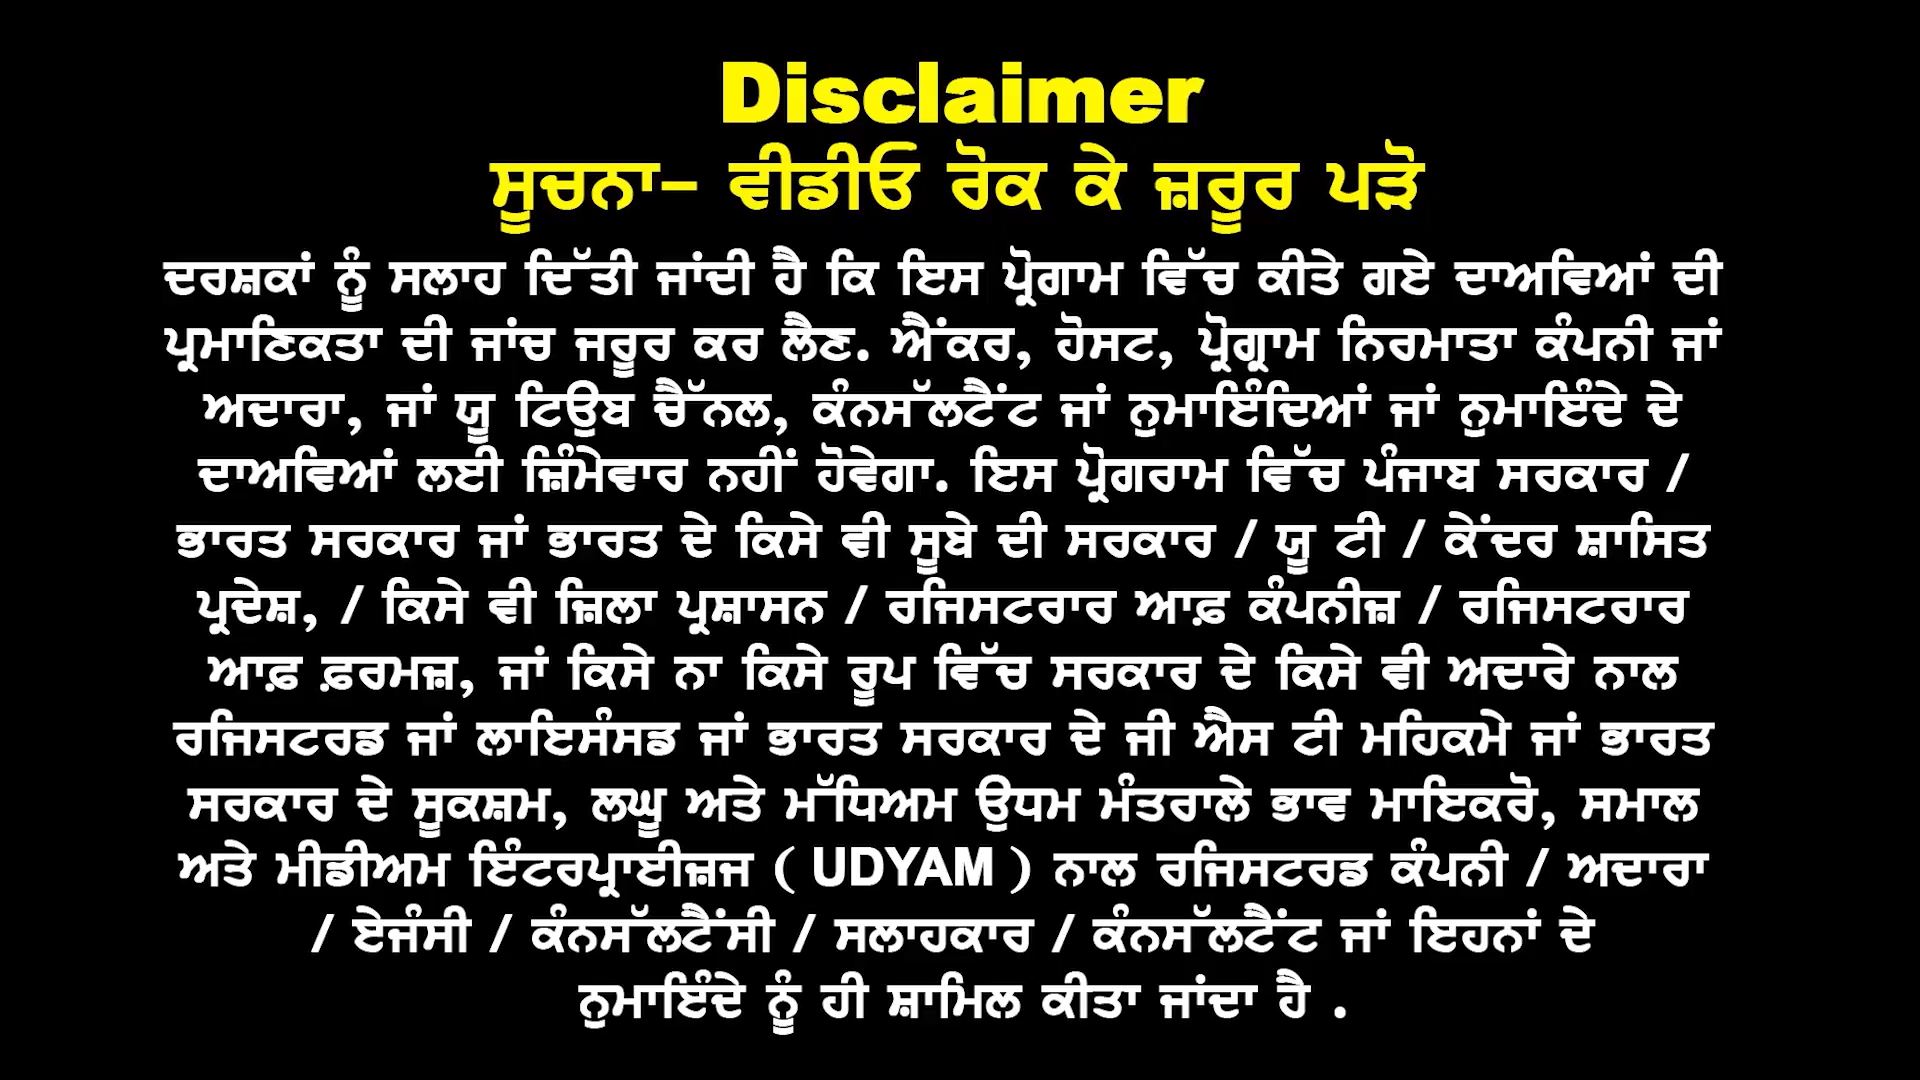 Disclaimer
ਸੂਚਨਾ- ਵੀਡੀਓ ਰੋਕ ਕੇ ਜ਼ਰੂਰ ਪੜੋ
ਦਰਸ਼ਕਾਂ ਨੂੰ ਸਲਾਹ ਦਿੱਤੀ ਜਾਂਦੀ ਹੈ ਕਿ ਇਸ ਪ੍ਰੋਗਾਮ ਵਿੱਚ ਕੀਤੇ ਗਏ ਦਾਅਵਿਆਂ ਦੀ
ਪ੍ਰਮਾਣਿਕਤਾ ਦੀ ਜਾਂਚ ਜਰੂਰ ਕਰ ਲੈਣ. ਐਂਕਰ, ਹੋਸਟ, ਪ੍ਰੋਗ੍ਰਾਮ ਨਿਰਮਾਤਾ ਕੰਪਨੀ ਜਾਂ
ਅਦਾਰਾ, ਜਾਂ ਯੂ ਟਿਊਬ ਚੈੱਨਲ, ਕੰਨਸੱਲਟੈਂਟ ਜਾਂ ਨੁਮਾਇੰਦਿਆਂ ਜਾਂ ਨੁਮਾਇੰਦੇ ਦੇ
ਦਾਅਵਿਆਂ ਲਈ ਜ਼ਿੰਮੇਵਾਰ ਨਹੀਂ ਹੋਵੇਗਾ. ਇਸ ਪ੍ਰੋਗਰਾਮ ਵਿੱਚ ਪੰਜਾਬ ਸਰਕਾਰ /
ਭਾਰਤ ਸਰਕਾਰ ਜਾਂ ਭਾਰਤ ਦੇ ਕਿਸੇ ਵੀ ਸੂਬੇ ਦੀ ਸਰਕਾਰ / ਯੂ ਟੀ / ਕੇਂਦਰ ਸ਼ਾਸਿਤ
ਪ੍ਰਦੇਸ਼, / ਕਿਸੇ ਵੀ ਜ਼ਿਲਾ ਪ੍ਰਸ਼ਾਸਨ / ਰਜਿਸਟਰਾਰ ਆਫ਼ ਕੰਪਨੀਜ਼ / ਰਜਿਸਟਰਾਰ
ਆਫ਼ ਫ਼ਰਮਜ਼, ਜਾਂ ਕਿਸੇ ਨਾ ਕਿਸੇ ਰੂਪ ਵਿੱਚ ਸਰਕਾਰ ਦੇ ਕਿਸੇ ਵੀ ਅਦਾਰੇ ਨਾਲ
ਰਜਿਸਟਰਡ ਜਾਂ ਲਾਇਸੰਸਡ ਜਾਂ ਭਾਰਤ ਸਰਕਾਰ ਦੇ ਜੀ ਐਸ ਟੀ ਮਹਿਕਮੇ ਜਾਂ ਭਾਰਤ
ਸਰਕਾਰ ਦੇ ਸੂਕਸ਼ਮ, ਲਘੂ ਅਤੇ ਮੱਧਿਅਮ ਉਧਮ ਮੰਤਰਾਲੇ ਭਾਵ ਮਾਇਕਰੋ, ਸਮਾਲ
ਅਤੇ ਮੀਡੀਅਮ ਇੰਟਰਪ੍ਰਾਈਜ਼ਜ ( UDYAM ) ਨਾਲ ਰਜਿਸਟਰਡ ਕੰਪਨੀ / ਅਦਾਰਾ
/ ਏਜੰਸੀ / ਕੰਨਸੱਲਟੈਂਸੀ / ਸਲਾਹਕਾਰ / ਕੰਨਸੱਲਟੈਂਟ ਜਾਂ ਇਹਨਾਂ ਦੇ
ਨੁਮਾਇੰਦੇ ਨੂੰ ਹੀ ਸ਼ਾਮਿਲ ਕੀਤਾ ਜਾਂਦਾ ਹੈ .